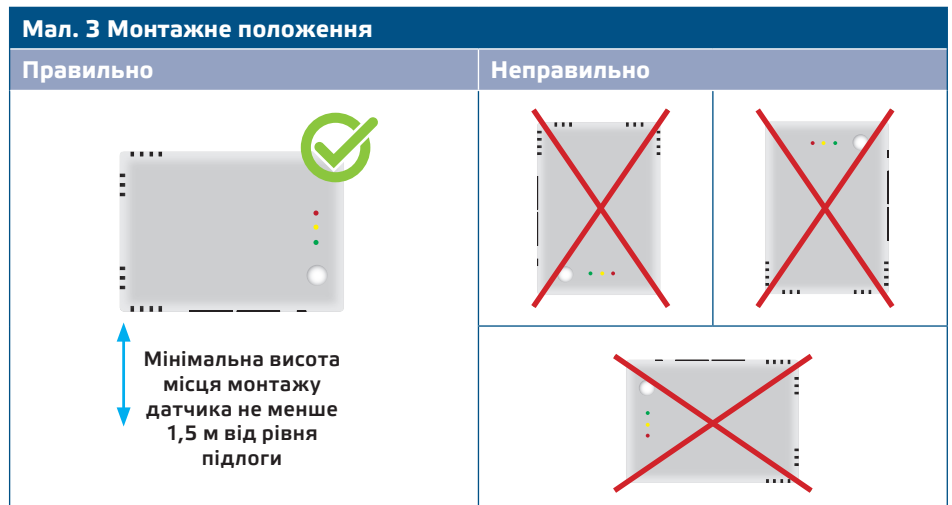 Мал. 3 Монтажне положення
Правильно
Неправильно
Мінімальна висота
місця монтажу
датчика не менше
1,5 м від рівня
підлоги